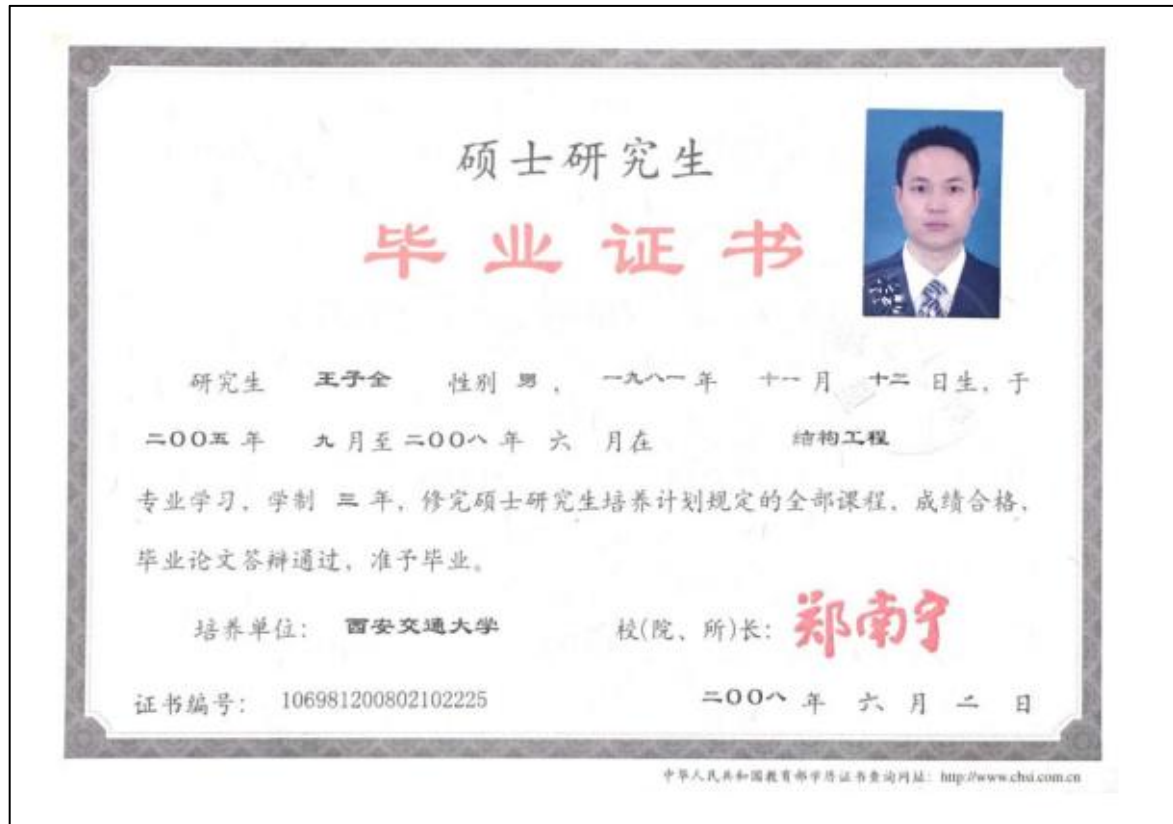 硕士研究生
毕业证书
研究生 王子全 性别 男 , 一九八一 年 十一 月 十二 日生, 于
二00五 年 九 月至 二00八 年 六 月在 结构工程
专业学习, 学制 三 年, 修完硕士研究生培养计划规定的全部课程, 成绩合格,
毕业论文答辩通过, 准予毕业。
培养单位: 西安交通大学 校(院、所)长: 郑南宁
证书编号: 106981200802102225 二00八 年 六 月 二 日
中华人民共和国教育部学历证书查询网址: http://www.chsi.com.cn